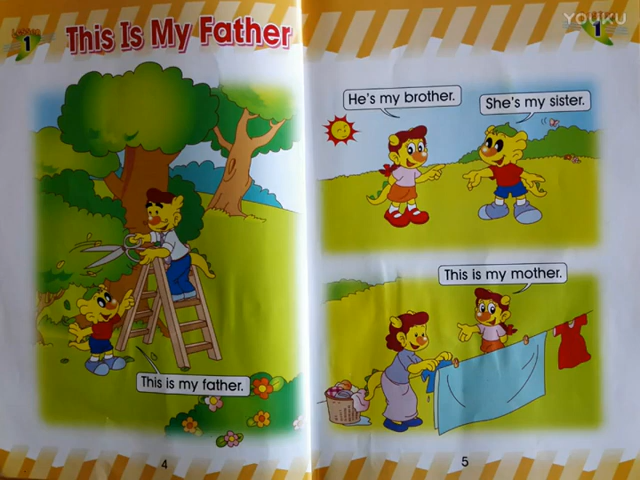 Lesson
1
This Is My Father
This is my father.
4
YOUKU
1
He's my brother.
She's my sister.
This is my mother.
5